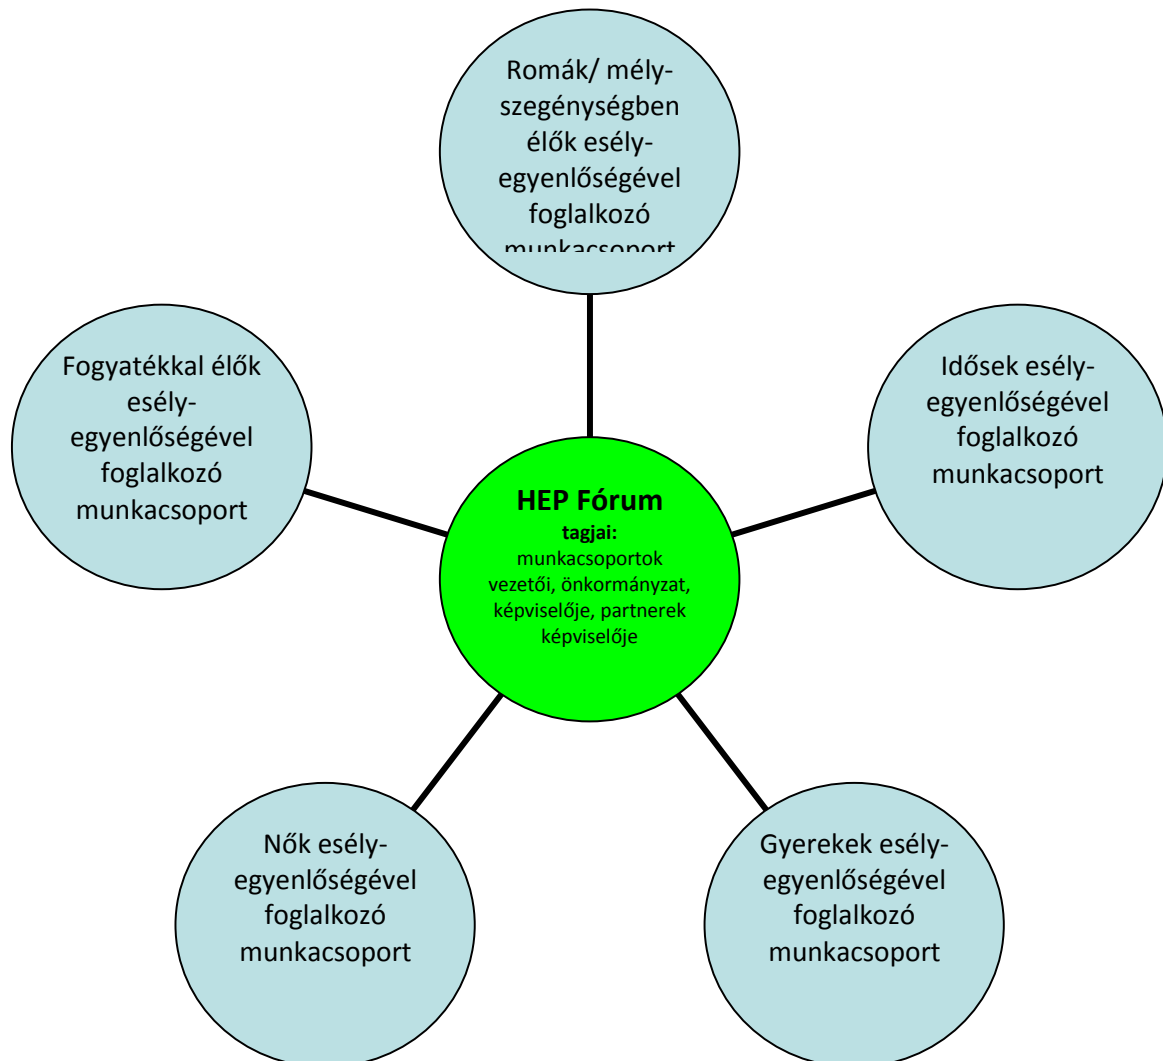 Romák/ mély-
szegénységben
élők esély-
egyenlőségével
foglalkozó
munkacsoport
Fogyatékkal élők
esély-
egyenlőségével
foglalkozó
munkacsoport
Idősek esély-
egyenlőségével
foglalkozó
munkacsoport
HEP Fórum
tagjai:
munkacsoportok
vezetői, önkormányzat,
képviselője, partnerek
képviselője
Nők esély-
egyenlőségével
foglalkozó
munkacsoport
Gyerekek esély-
egyenlőségével
foglalkozó
munkacsoport